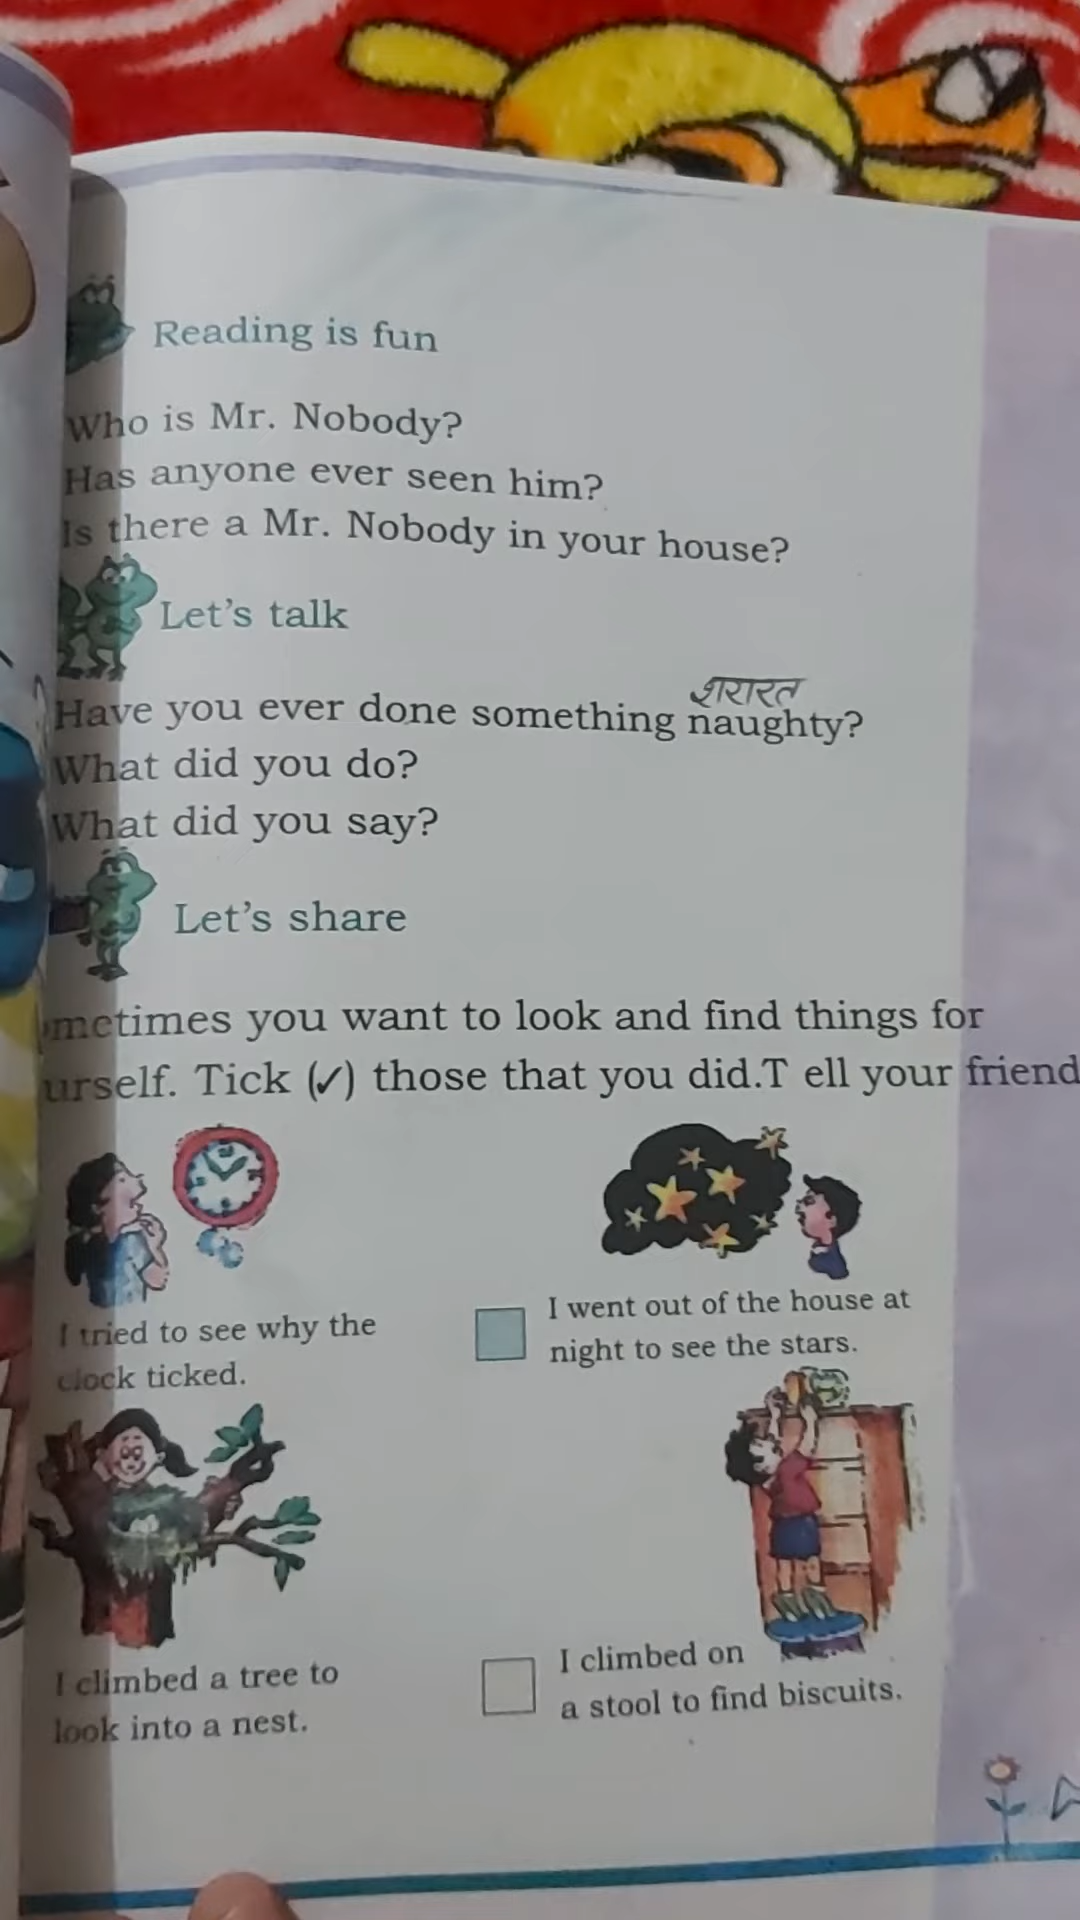 Reading is fun
Who is Mr. Nobody?
Has anyone ever seen him?
Is there a Mr. Nobody in your house?
Let's talk
शरारत
Have you ever done something naughty?
What did you do?
What did you say?
Let's share
ometimes you want to look and find things for
urself. Tick (✓) those that you did.T ell your friend
I tried to see why the
clock ticked.
I went out of the house at
night to see the stars.
I climbed a tree to
look into a nest.
I climbed on
a stool to find biscuits.